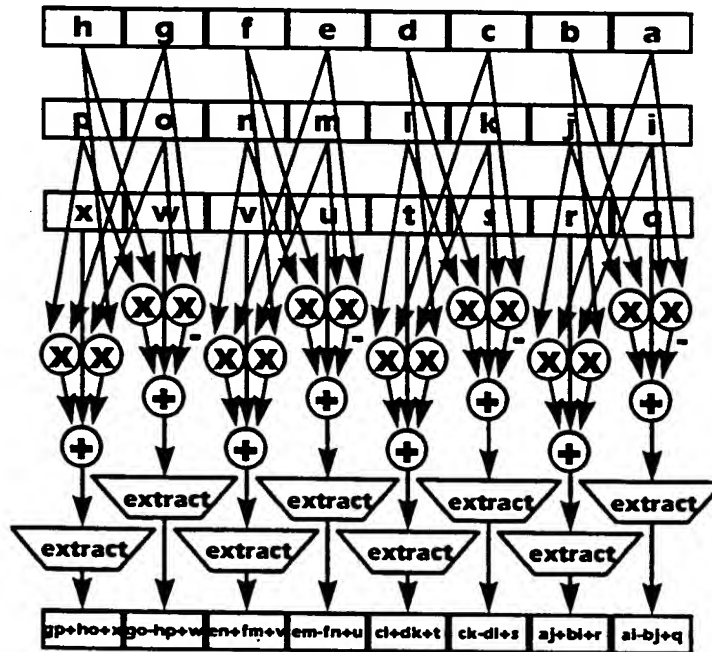 h g f e d c b a
p o n m l k j i
x w v u t s r q
X X X X X X X X
- - - -
X X X X X X X X
+ + + +
+ + + +
extract extract extract extract
extract extract extract extract
gp+ho+x go-hp+w en+fm+v em-fn+u cl+dk+t ck-dl+s aj+bi+r ai-bj+q